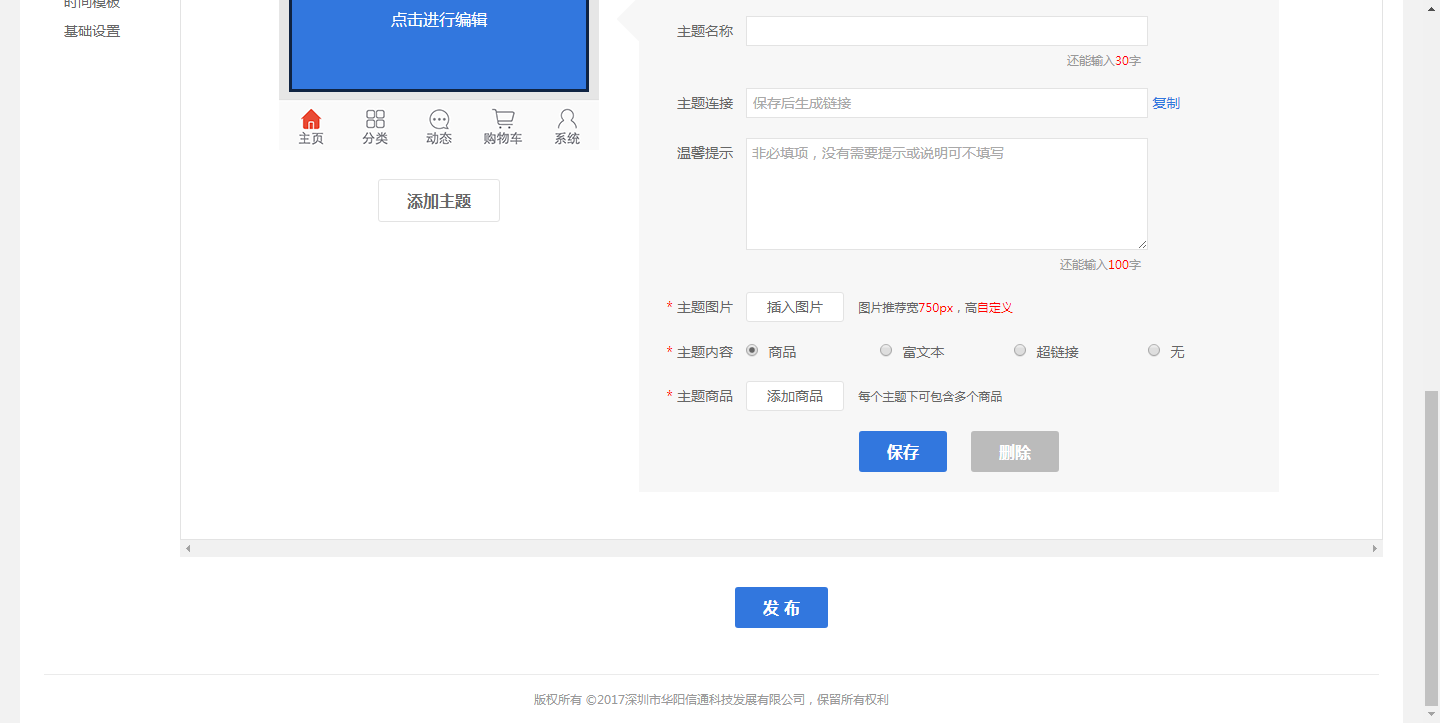 时间模板
基础设置
点击进行编辑
主页
分类
动态
购物车
系统
添加主题
主题名称
还能输入30字
主题连接 保存后生成链接 复制
温馨提示 非必填项，没有需要提示或说明可不填写
还能输入100字
* 主题图片 插入图片 图片推荐宽750px，高自定义
* 主题内容 商品 富文本 超链接 无
* 主题商品 添加商品 每个主题下可包含多个商品
保存 删除
发 布
版权所有 ©2017深圳市华阳信通科技发展有限公司，保留所有权利